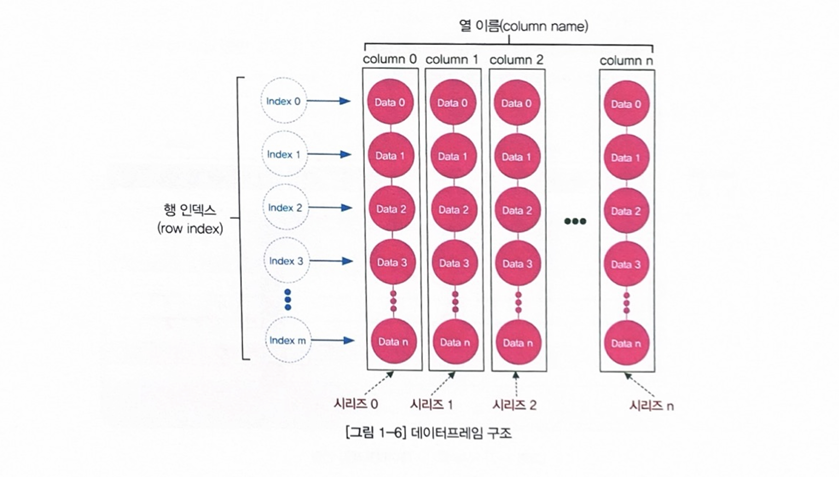 열 이름(column name)
column 0 column 1 column 2 column n
Index 0 Data 0 Data 0 Data 0 Data 0
Index 1 Data 1 Data 1 Data 1 Data 1
행 인덱스
(row index)
Index 2 Data 2 Data 2 Data 2 Data 2
Index 3 Data 3 Data 3 Data 3 Data 3
Index m Data n Data n Data n Data n
시리즈 0 시리즈 1 시리즈 2 시리즈 n
[그림 1-6] 데이터프레임 구조